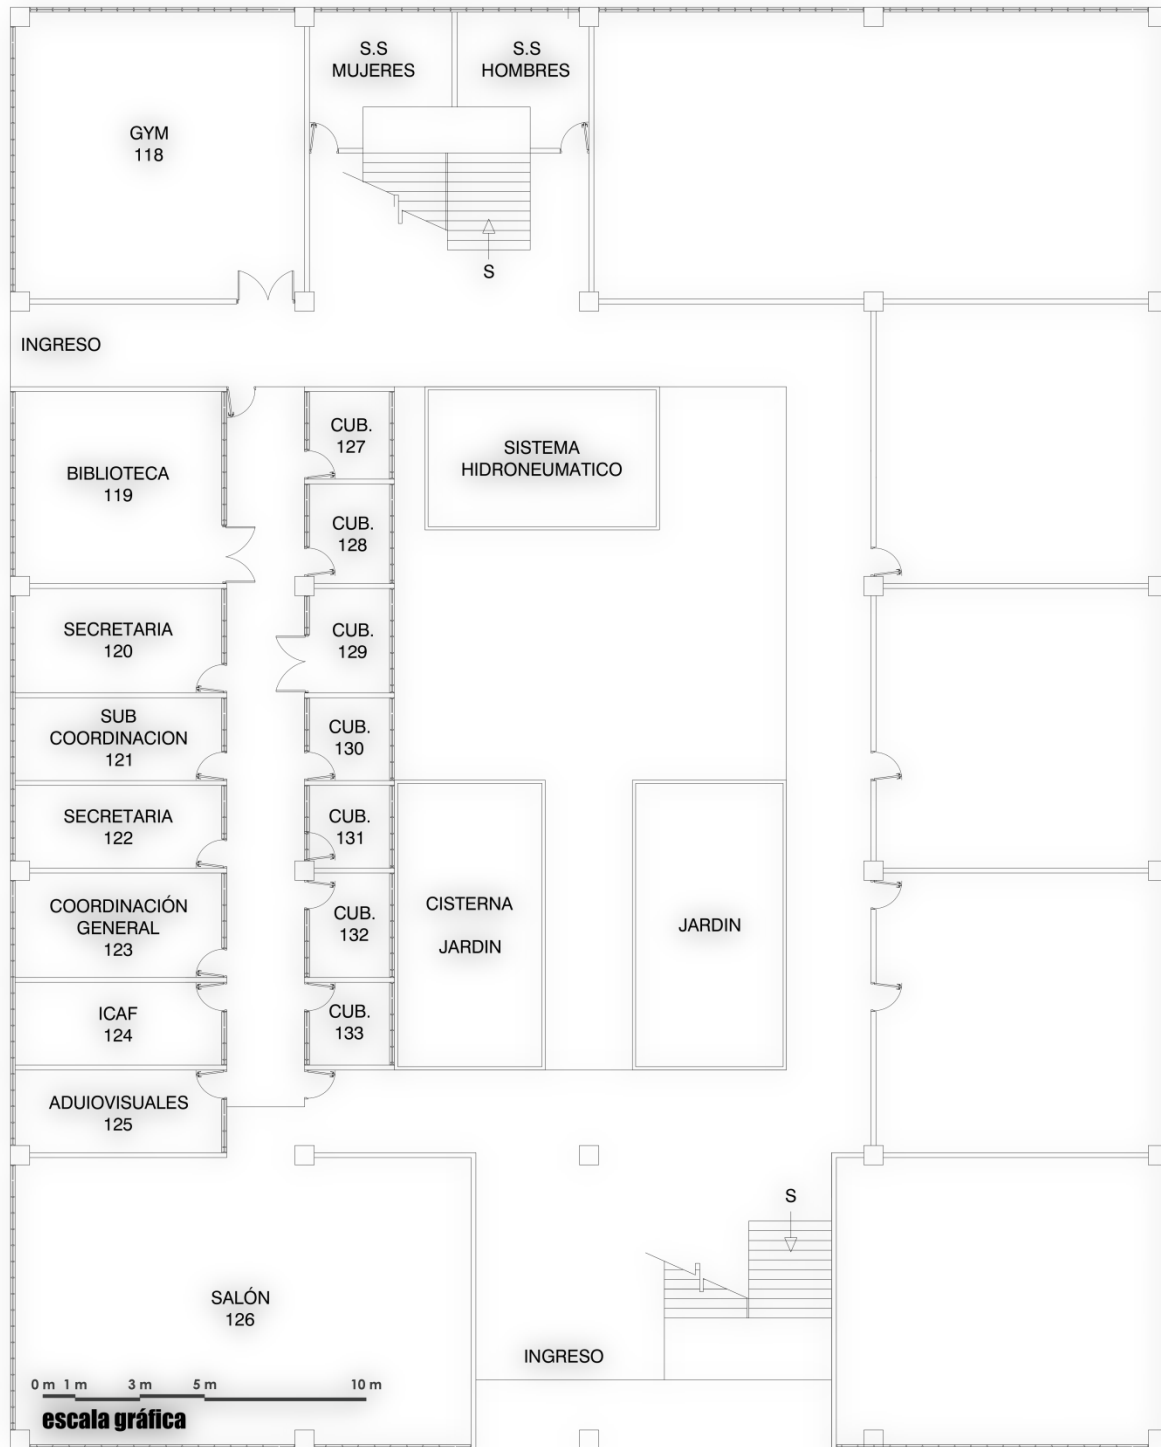 S.S
MUJERES
S.S
HOMBRES
GYM
118
S
INGRESO
BIBLIOTECA
119
CUB.
127
SISTEMA
HIDRONEUMATICO
CUB.
128
SECRETARIA
120
CUB.
129
SUB
COORDINACION
121
CUB.
130
SECRETARIA
122
CUB.
131
COORDINACIÓN
GENERAL
123
CUB.
132
CISTERNA
JARDIN
JARDIN
ICAF
124
CUB.
133
ADUIOVISUALES
125
S
SALÓN
126
INGRESO
0 m 1 m 3 m 5 m 10 m
escala gráfica